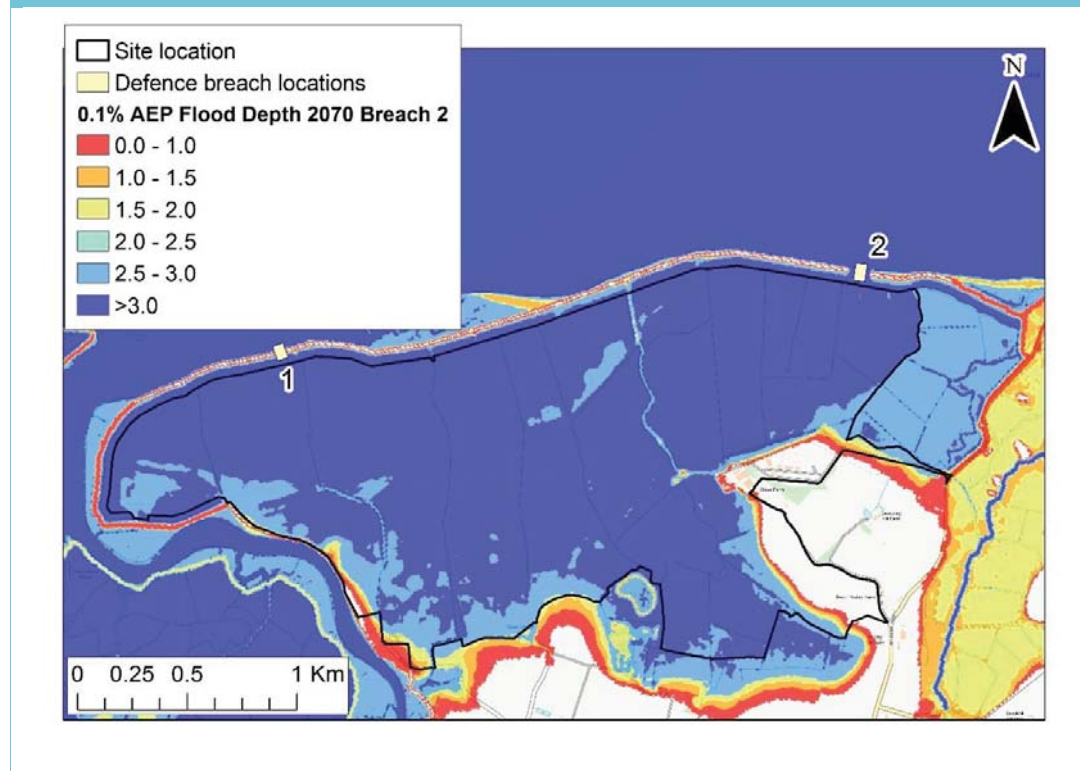 Site location
Defence breach locations
0.1% AEP Flood Depth 2070 Breach 2
0.0 - 1.0
1.0 - 1.5
1.5 - 2.0
2.0 - 2.5
2.5 - 3.0
>3.0
N
2
1
0 0.25 0.5 1 Km